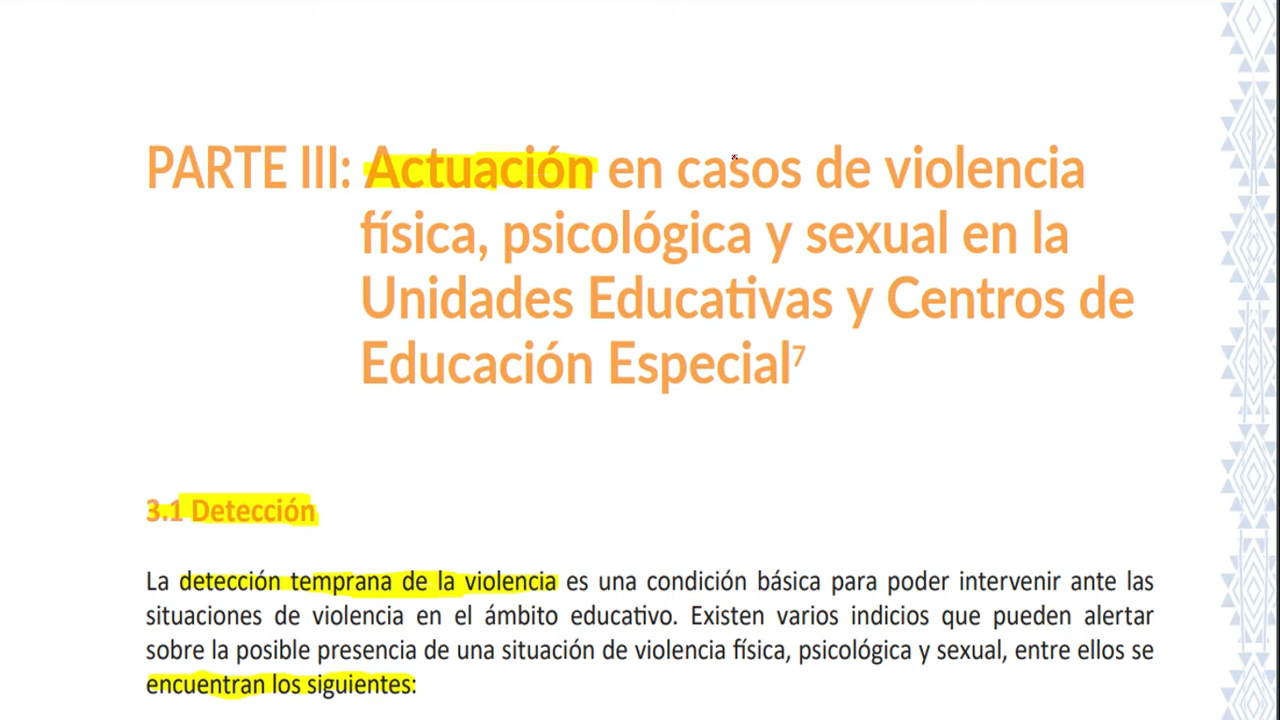 PARTE III: Actuación en casos de violencia
física, psicológica y sexual en la
Unidades Educativas y Centros de
Educación Especial⁷
3.1 Detección
La detección temprana de la violencia es una condición básica para poder intervenir ante las
situaciones de violencia en el ámbito educativo. Existen varios indicios que pueden alertar
sobre la posible presencia de una situación de violencia física, psicológica y sexual, entre ellos se
encuentran los siguientes: